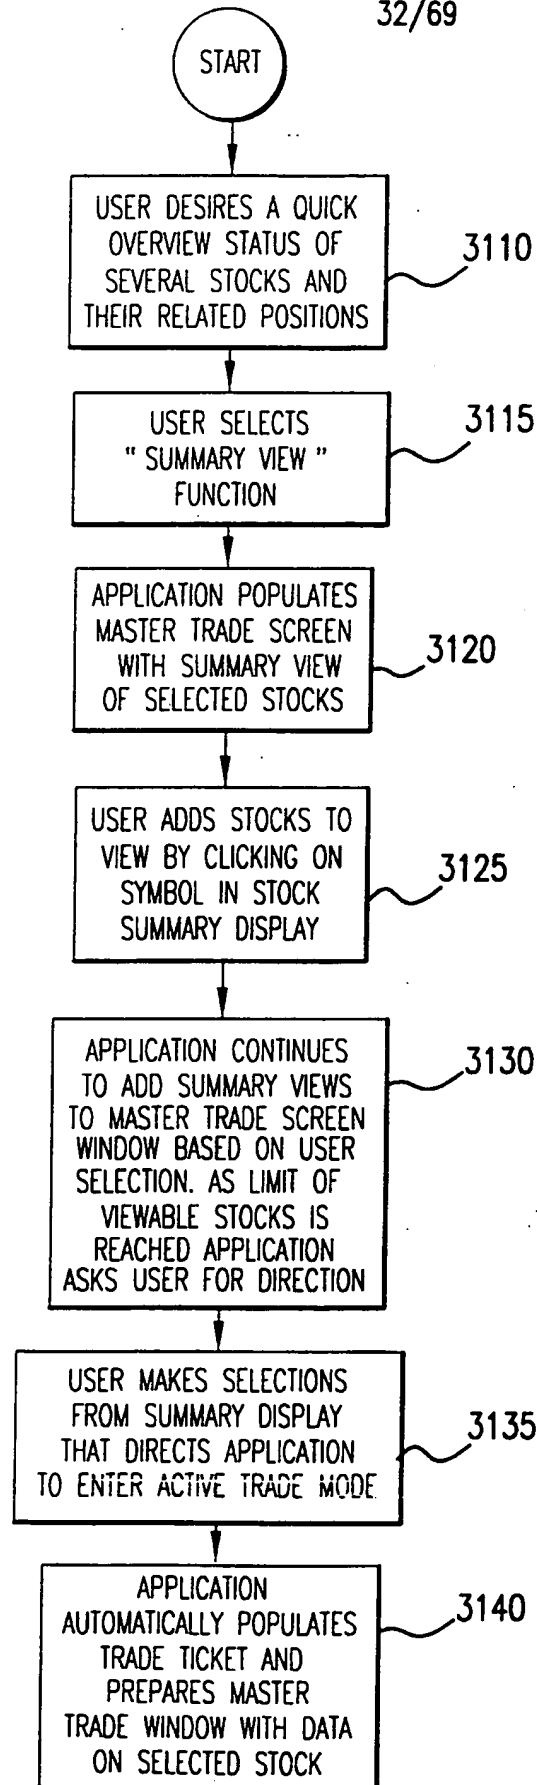 32/69
START
USER DESIRES A QUICK
OVERVIEW STATUS OF
SEVERAL STOCKS AND
THEIR RELATED POSITIONS
3110
USER SELECTS
" SUMMARY VIEW "
FUNCTION
3115
APPLICATION POPULATES
MASTER TRADE SCREEN
WITH SUMMARY VIEW
OF SELECTED STOCKS
3120
USER ADDS STOCKS TO
VIEW BY CLICKING ON
SYMBOL IN STOCK
SUMMARY DISPLAY
3125
APPLICATION CONTINUES
TO ADD SUMMARY VIEWS
TO MASTER TRADE SCREEN
WINDOW BASED ON USER
SELECTION. AS LIMIT OF
VIEWABLE STOCKS IS
REACHED APPLICATION
ASKS USER FOR DIRECTION
3130
USER MAKES SELECTIONS
FROM SUMMARY DISPLAY
THAT DIRECTS APPLICATION
TO ENTER ACTIVE TRADE MODE
3135
APPLICATION
AUTOMATICALLY POPULATES
TRADE TICKET AND
PREPARES MASTER
TRADE WINDOW WITH DATA
ON SELECTED STOCK
3140